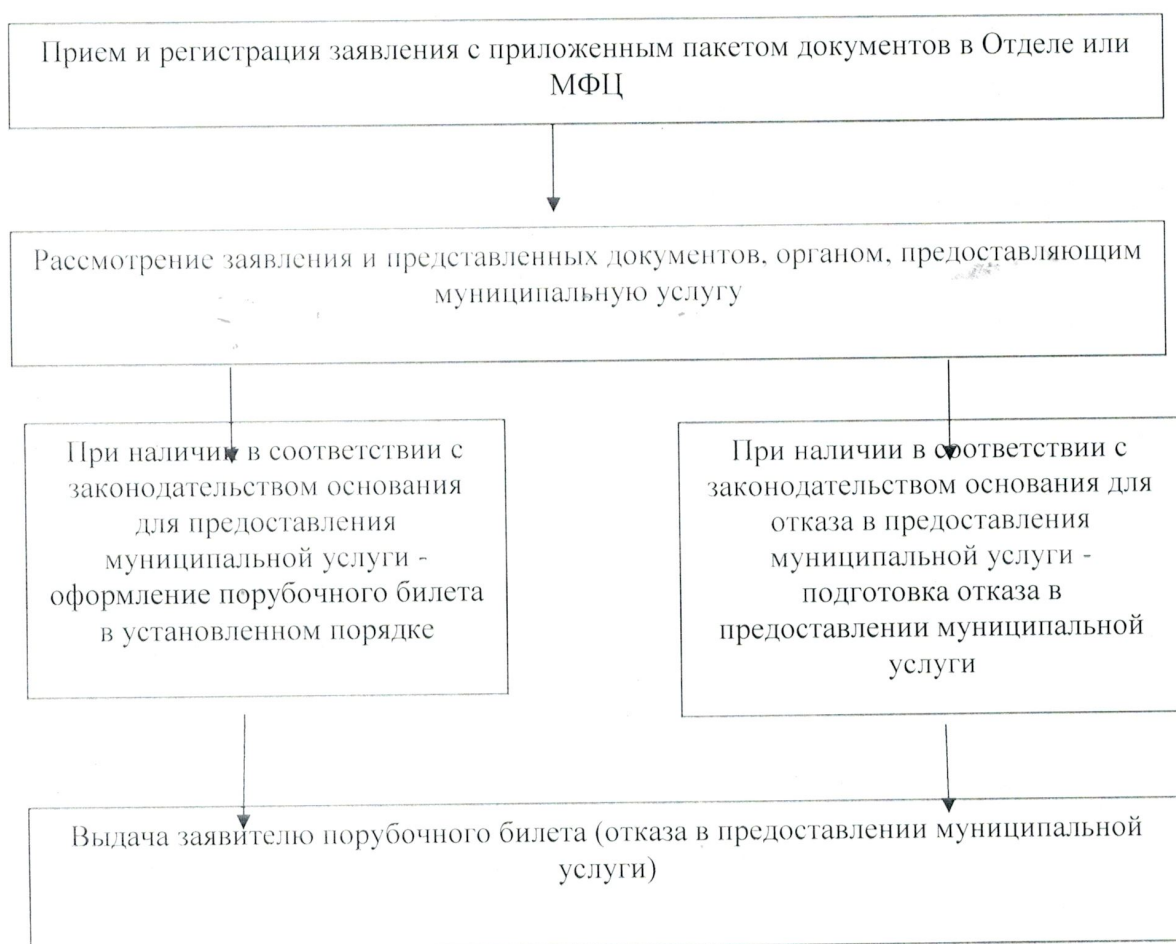 Прием и регистрация заявления с приложенным пакетом документов в Отделе или
МФЦ
Рассмотрение заявления и представленных документов, органом, предоставляющим
муниципальную услугу
При наличии в соответствии с
законодательством основания
для предоставления
муниципальной услуги -
оформление порубочного билета
в установленном порядке
При наличии в соответствии с
законодательством основания для
отказа в предоставления
муниципальной услуги -
подготовка отказа в
предоставлении муниципальной
услуги
Выдача заявителю порубочного билета (отказа в предоставлении муниципальной
услуги)